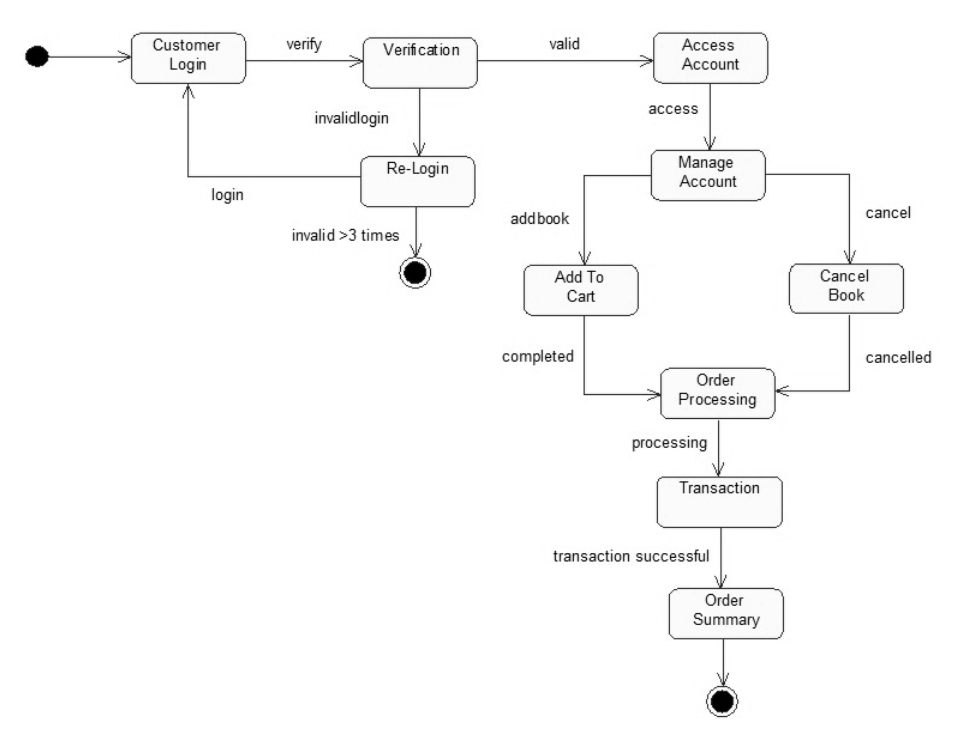 Customer
Login
verify
Verification
valid
Access
Account
invalidlogin
access
Re-Login
login
Manage
Account
invalid >3 times
addbook
cancel
Add To
Cart
Cancel
Book
completed
cancelled
Order
Processing
processing
Transaction
transaction successful
Order
Summary